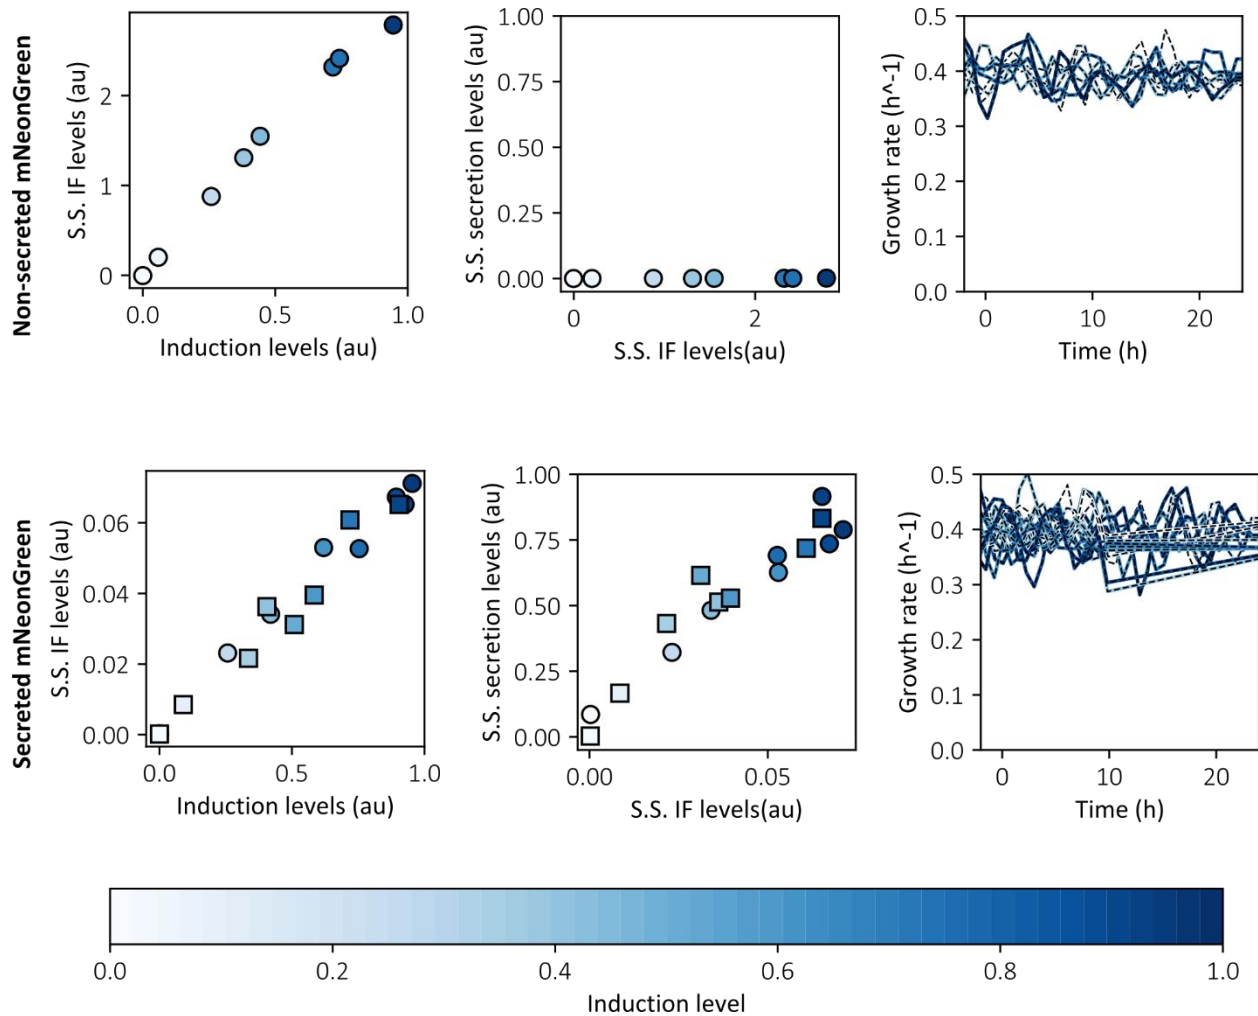 Non-secreted mNeonGreen
S.S. IF levels (au)
2
1
0
0.0 0.5 1.0
Induction levels (au)
S.S. secretion levels (au)
1.00
0.75
0.50
0.25
0.00
0 2
S.S. IF levels(au)
Growth rate (h^-1)
0.5
0.4
0.3
0.2
0.1
0.0
0 10 20
Time (h)
Secreted mNeonGreen
S.S. IF levels (au)
0.06
0.04
0.02
0.00
0.0 0.5 1.0
Induction levels (au)
S.S. secretion levels (au)
1.00
0.75
0.50
0.25
0.00
0.00 0.05
S.S. IF levels(au)
Growth rate (h^-1)
0.5
0.4
0.3
0.2
0.1
0.0
0 10 20
Time (h)
0.0 0.2 0.4 0.6 0.8 1.0
Induction level